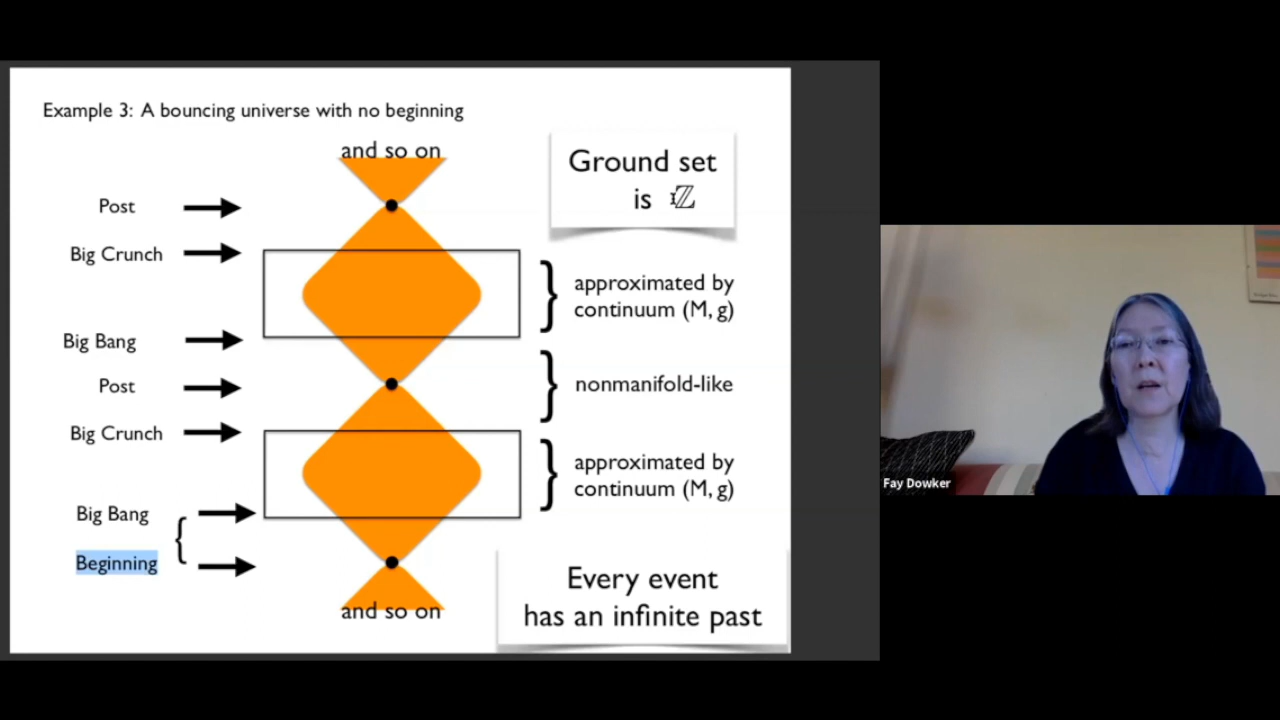 Example 3: A bouncing universe with no beginning
and so on
Ground set
is ℤ
Post
Big Crunch
approximated by
continuum (M, g)
Big Bang
Post
nonmanifold-like
Big Crunch
approximated by
continuum (M, g)
Big Bang
Beginning
Every event
has an infinite past
and so on
Fay Dowker